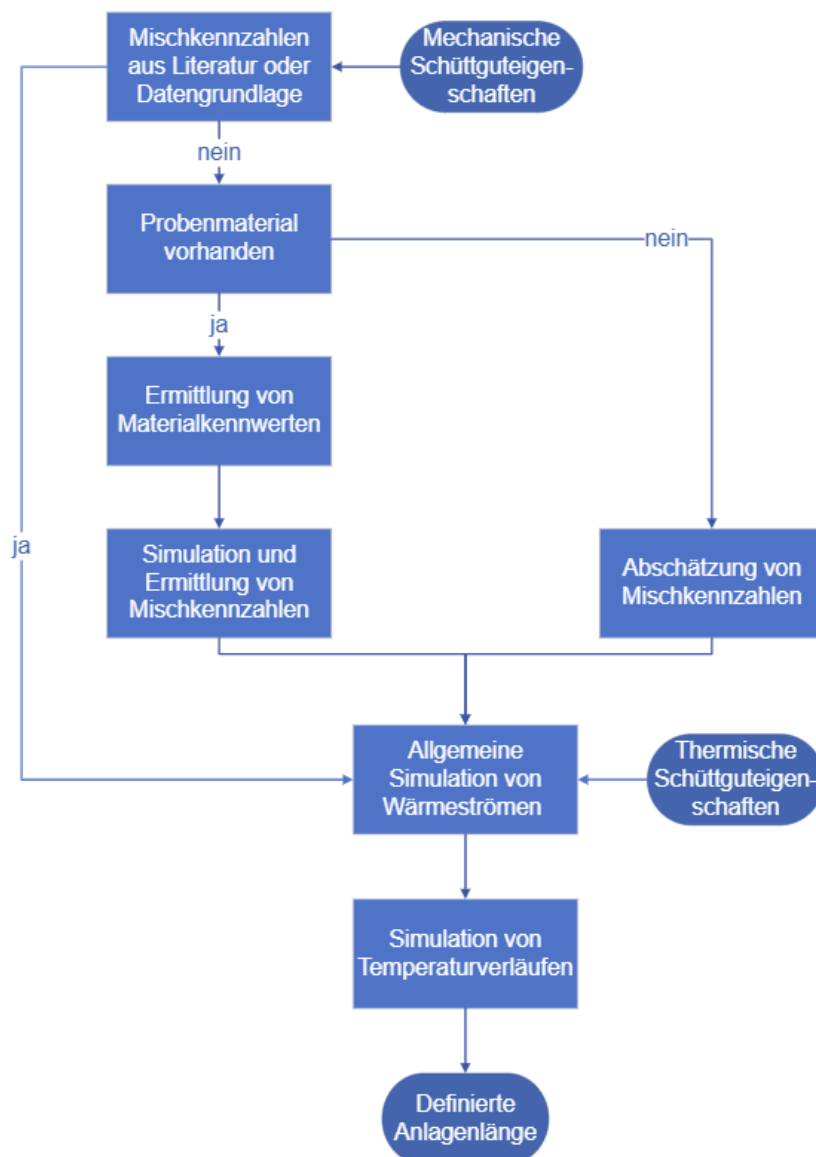 Mischkennzahlen
aus Literatur oder
Datengrundlage
Mechanische
Schüttguteigen-
schaften
nein
Probenmaterial
vorhanden
nein
ja
Ermittlung von
Materialkennwerten
ja
Simulation und
Ermittlung von
Mischkennzahlen
Abschätzung von
Mischkennzahlen
Allgemeine
Simulation von
Wärmeströmen
Thermische
Schüttguteigen-
schaften
Simulation von
Temperaturverläufen
Definierte
Anlagenlänge